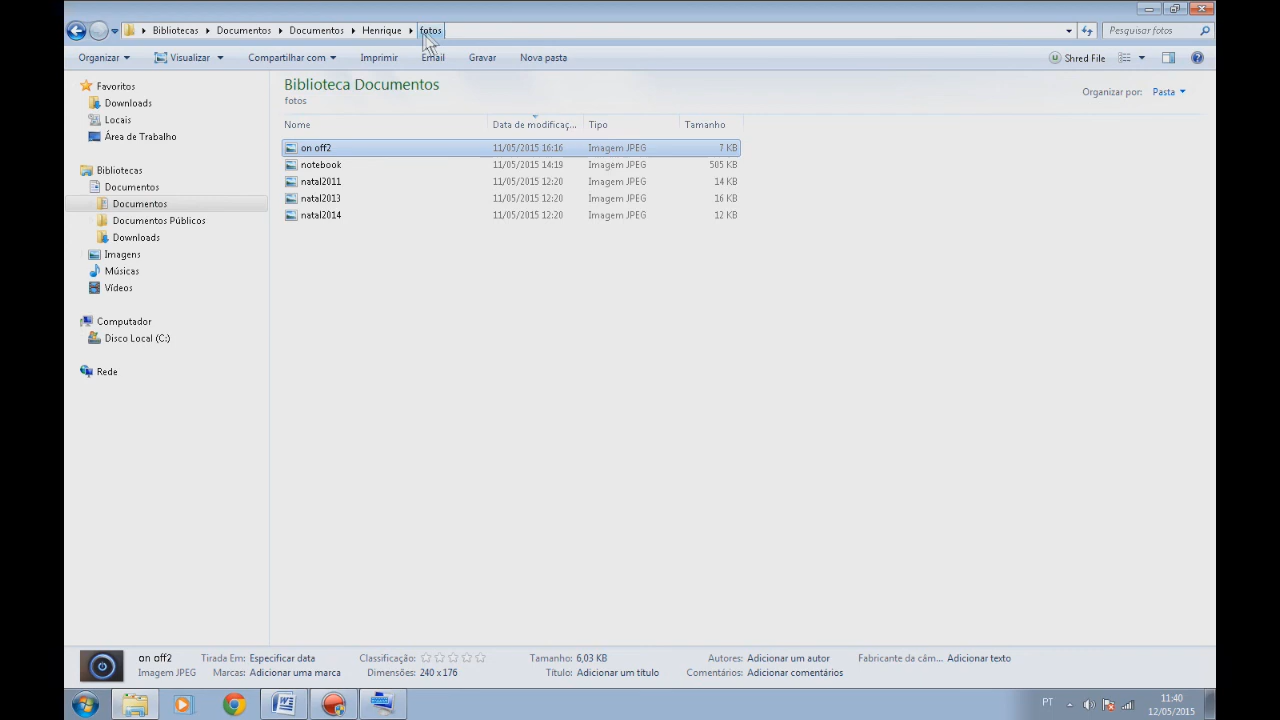 Bibliotecas Documentos Documentos Henrique fotos Pesquisar fotos
Organizar Visualizar Compartilhar com Imprimir Email Gravar Nova pasta Shred File
Favoritos
Downloads
Locais
Área de Trabalho
Bibliotecas
Documentos
Documentos
Documentos Públicos
Downloads
Imagens
Músicas
Vídeos
Computador
Disco Local (C:)
Rede
Biblioteca Documentos
fotos
Organizar por: Pasta
Nome Data de modificaç... Tipo Tamanho
on off2 11/05/2015 16:16 Imagem JPEG 7 KB
notebook 11/05/2015 14:19 Imagem JPEG 505 KB
natal2011 11/05/2015 12:20 Imagem JPEG 14 KB
natal2013 11/05/2015 12:20 Imagem JPEG 16 KB
natal2014 11/05/2015 12:20 Imagem JPEG 12 KB
on off2 Tirada Em: Especificar data Classificação: Tamanho: 6,03 KB Autores: Adicionar um autor Fabricante da câm... Adicionar texto
Imagem JPEG Marcas: Adicionar uma marca Dimensões: 240 x 176 Título: Adicionar um título Comentários: Adicionar comentários
PT 11:40
12/05/2015